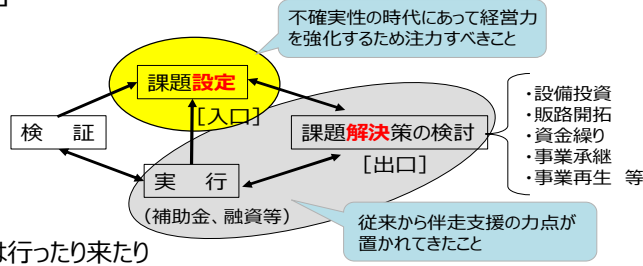 ]
不確実性の時代にあって経営力
を強化するため注力すべきこと
課題設定
[入口]
検 証
課題解決策の検討
[出口]
・設備投資
・販路開拓
・資金繰り
・事業承継
・事業再生 等
実 行
(補助金、融資等)
従来から伴走支援の力点が
置かれてきたこと
は行ったり来たり